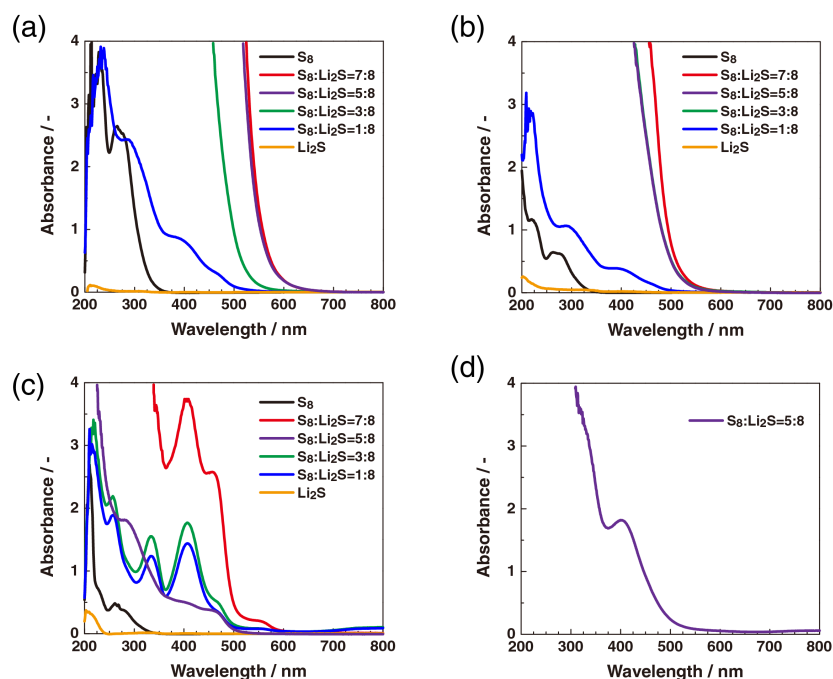 (a)
4
3
2
1
0
Absorbance / -
200 300 400 500 600 700 800
Wavelength / nm
S₈
S₈:Li₂S=7:8
S₈:Li₂S=5:8
S₈:Li₂S=3:8
S₈:Li₂S=1:8
Li₂S
(b)
4
3
2
1
0
Absorbance / -
200 300 400 500 600 700 800
Wavelength / nm
S₈
S₈:Li₂S=7:8
S₈:Li₂S=5:8
S₈:Li₂S=3:8
S₈:Li₂S=1:8
Li₂S
(c)
4
3
2
1
0
Absorbance / -
200 300 400 500 600 700 800
Wavelength / nm
S₈
S₈:Li₂S=7:8
S₈:Li₂S=5:8
S₈:Li₂S=3:8
S₈:Li₂S=1:8
Li₂S
(d)
4
3
2
1
0
Absorbance / -
200 300 400 500 600 700 800
Wavelength / nm
S₈:Li₂S=5:8